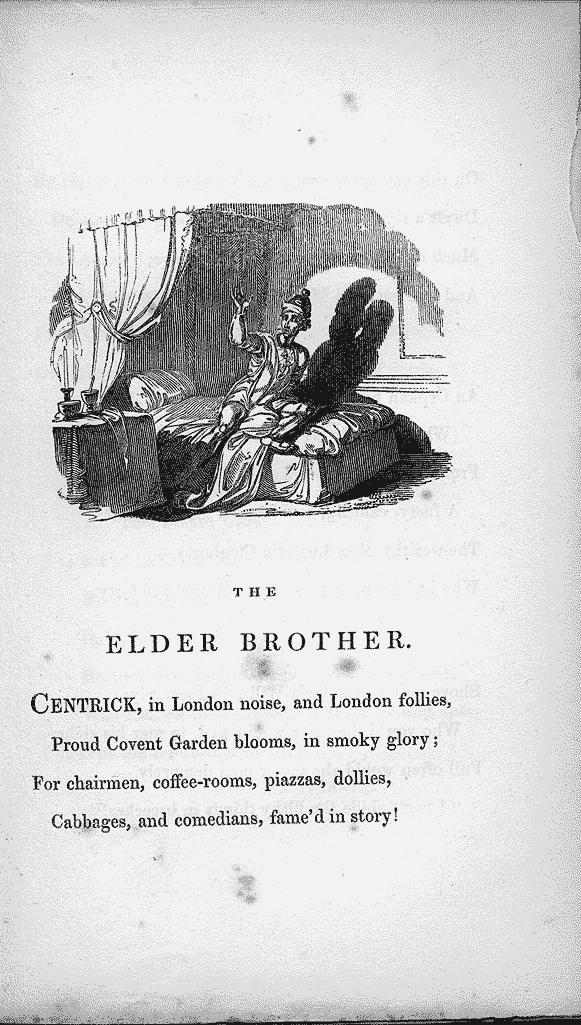 THE
ELDER BROTHER.
CENTRICK, in London noise, and London follies,
Proud Covent Garden blooms, in smoky glory;
For chairmen, coffee-rooms, piazzas, dollies,
Cabbages, and comedians, fame'd in story!